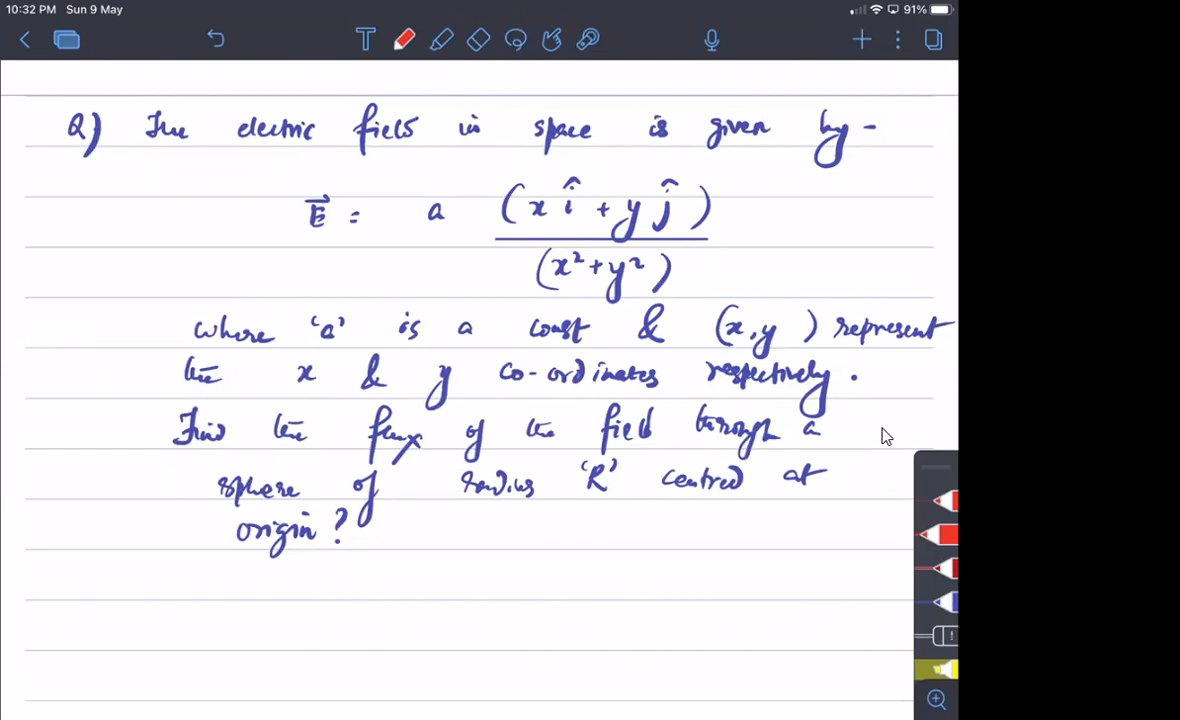 10:32 PM Sun 9 May 91%
Q) The electric field in space is given by -
E⃗ = a (x î + y ĵ) / (x² + y²)
where 'a' is a const & (x, y) represent
the x & y co-ordinates respectively.
Find the flux of the field through a
sphere of radius 'R' centred at
origin?